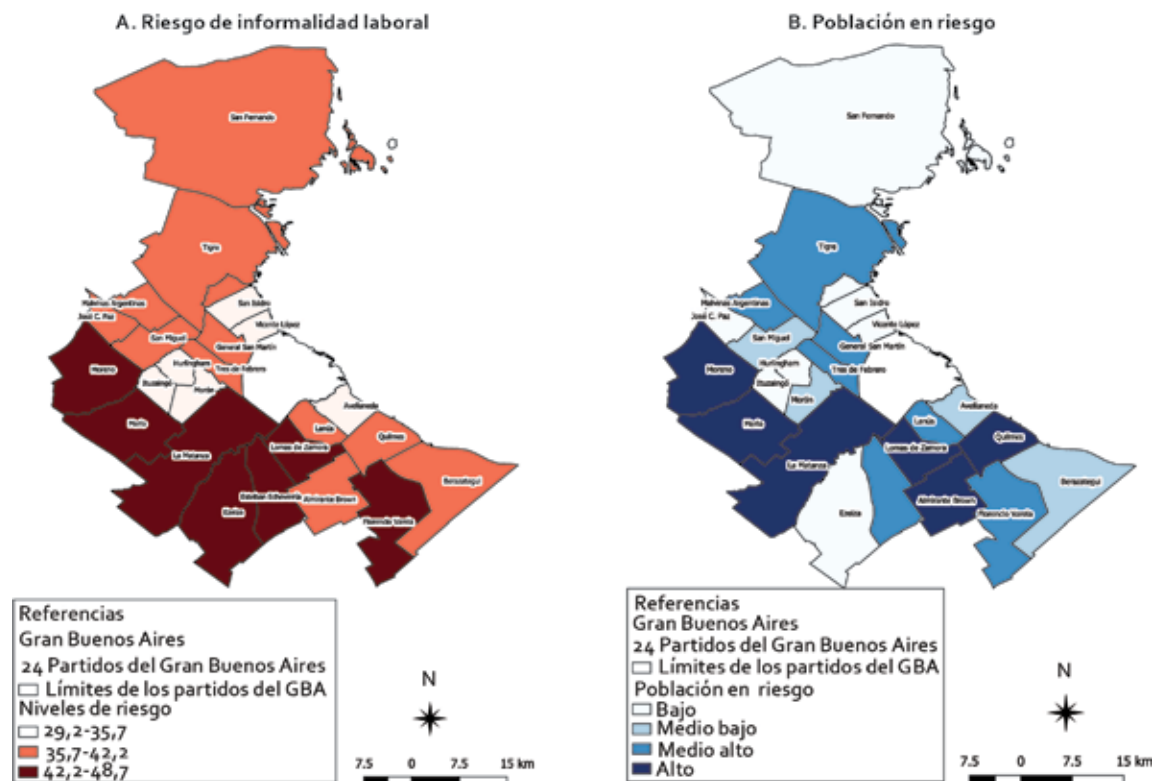 A. Riesgo de informalidad laboral
San Fernando
Tigre
Malvinas Argentinas
José C. Paz
San Isidro
Vicente López
San Miguel
General San Martín
Tres de Febrero
Hurlingham
Ituzaingó
Morón
Moreno
Merlo
La Matanza
Avellaneda
Lanús
Quilmes
Lomas de Zamora
Berazategui
Esteban Echeverría
Almirante Brown
Ezeiza
Florencio Varela
Referencias
Gran Buenos Aires
24 Partidos del Gran Buenos Aires
Límites de los partidos del GBA
Niveles de riesgo
29,2-35,7
35,7-42,2
42,2-48,7
N
7.5 0 7.5 15 km
B. Población en riesgo
San Fernando
Tigre
Malvinas Argentinas
José C. Paz
San Isidro
Vicente López
San Miguel
General San Martín
Tres de Febrero
Hurlingham
Ituzaingó
Morón
Moreno
Merlo
La Matanza
Avellaneda
Lanús
Quilmes
Lomas de Zamora
Berazategui
Almirante Brown
Ezeiza
Florencio Varela
Referencias
Gran Buenos Aires
24 Partidos del Gran Buenos Aires
Límites de los partidos del GBA
Población en riesgo
Bajo
Medio bajo
Medio alto
Alto
N
7.5 0 7.5 15 km